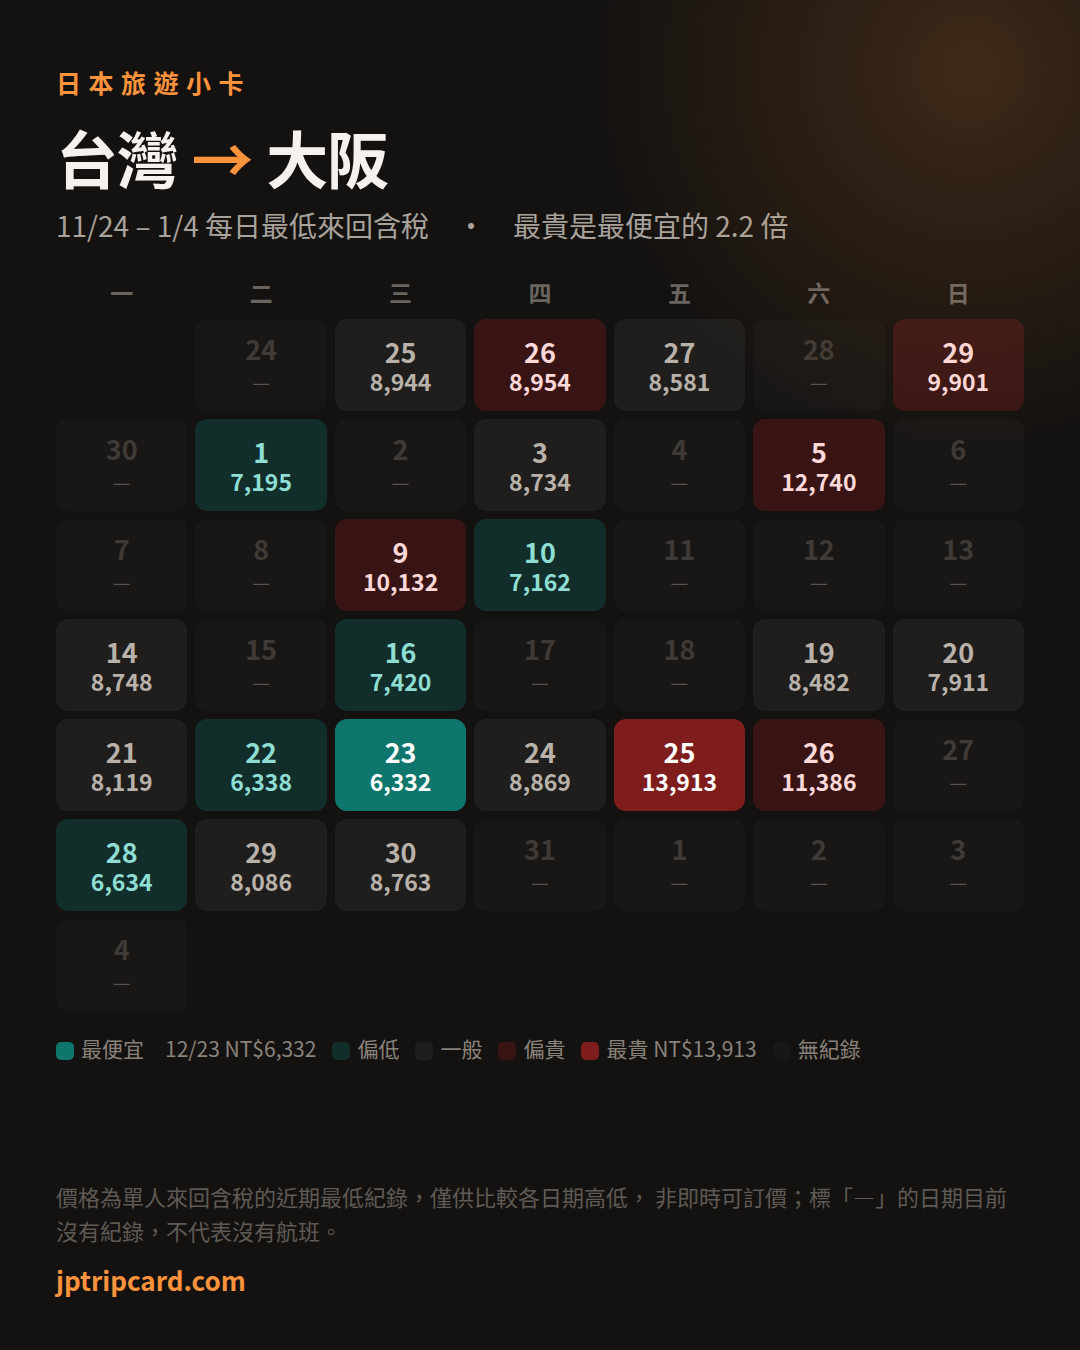 日本旅遊小卡
台灣 → 大阪
11/24 – 1/4 每日最低來回含稅 · 最貴是最便宜的 2.2 倍
一 二 三 四 五 六 日
24 25 26 27 28 29
— 8,944 8,954 8,581 — 9,901
30 1 2 3 4 5 6
— 7,195 — 8,734 — 12,740 —
7 8 9 10 11 12 13
— — 10,132 7,162 — — —
14 15 16 17 18 19 20
8,748 — 7,420 — — 8,482 7,911
21 22 23 24 25 26 27
8,119 6,338 6,332 8,869 13,913 11,386 —
28 29 30 31 1 2 3
6,634 8,086 8,763 — — — —
4
—
最便宜 12/23 NT$6,332 偏低 一般 偏貴 最貴 NT$13,913 無紀錄
價格為單人來回含稅的近期最低紀錄，僅供比較各日期高低， 非即時可訂價；標「—」的日期目前
沒有紀錄，不代表沒有航班。
jptripcard.com